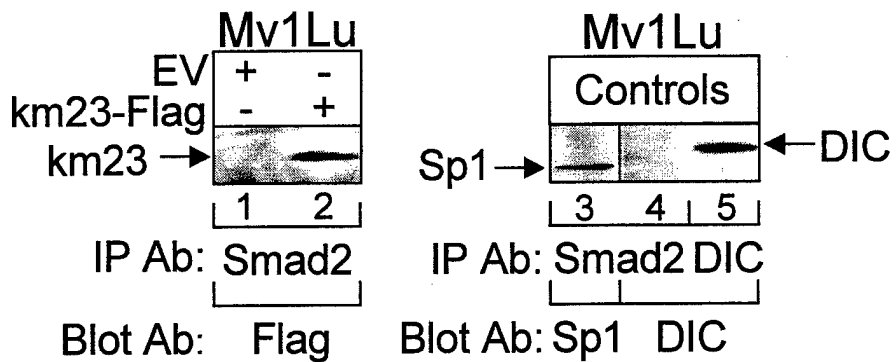 Mv1Lu
EV + -
km23-Flag - +
km23
1 2
IP Ab: Smad2
Blot Ab: Flag
Mv1Lu
Controls
Sp1
DIC
3 4 5
IP Ab: Smad2 DIC
Blot Ab: Sp1 DIC